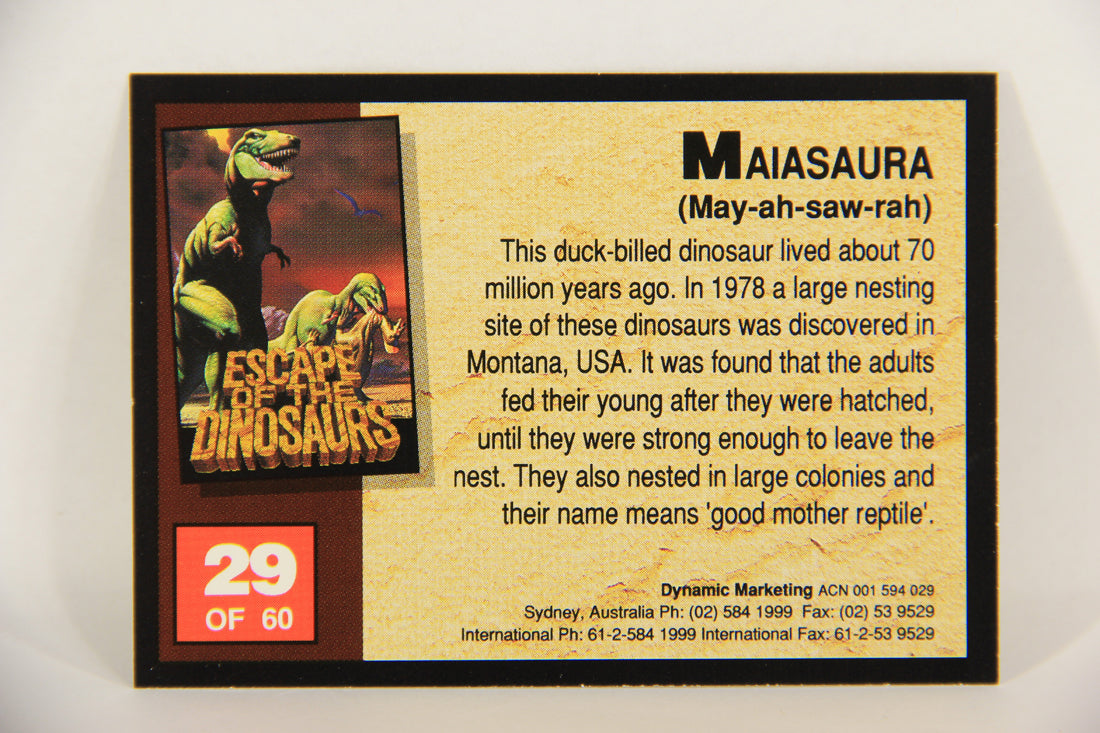 MAIASAURA
(May-ah-saw-rah)
This duck-billed dinosaur lived about 70
million years ago. In 1978 a large nesting
site of these dinosaurs was discovered in
Montana, USA. It was found that the adults
fed their young after they were hatched,
until they were strong enough to leave the
nest. They also nested in large colonies and
their name means 'good mother reptile'.
ESCAPE
OF THE
DINOSAURS
29
OF 60
Dynamic Marketing ACN 001 594 029
Sydney, Australia Ph: (02) 584 1999 Fax: (02) 53 9529
International Ph: 61-2-584 1999 International Fax: 61-2-53 9529